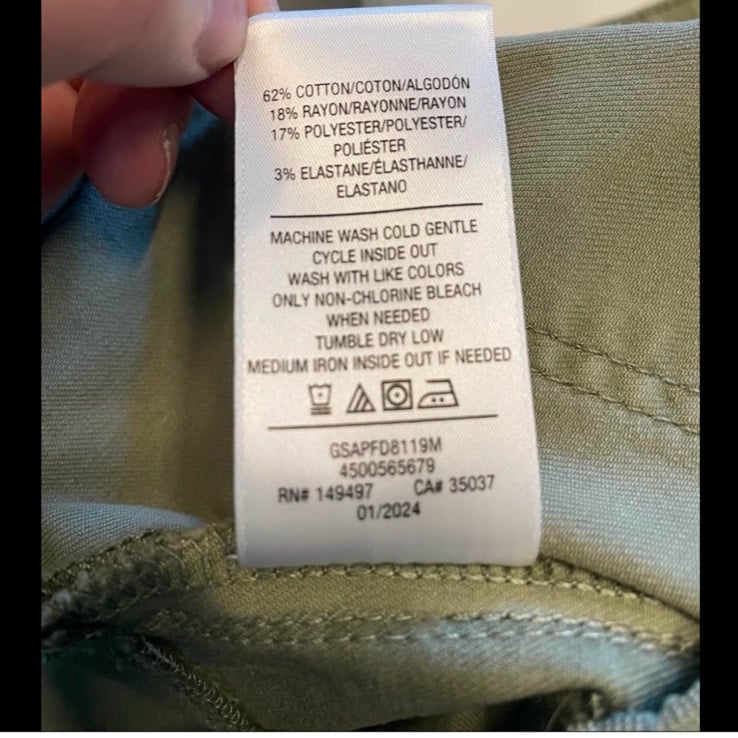 62% COTTON/COTON/ALGODÓN
18% RAYON/RAYONNE/RAYON
17% POLYESTER/POLYESTER/
POLIÉSTER
3% ELASTANE/ÉLASTHANNE/
ELASTANO
MACHINE WASH COLD GENTLE
CYCLE INSIDE OUT
WASH WITH LIKE COLORS
ONLY NON-CHLORINE BLEACH
WHEN NEEDED
TUMBLE DRY LOW
MEDIUM IRON INSIDE OUT IF NEEDED
GSAPFD8119M
4500565679
RN# 149497 CA# 35037
01/2024